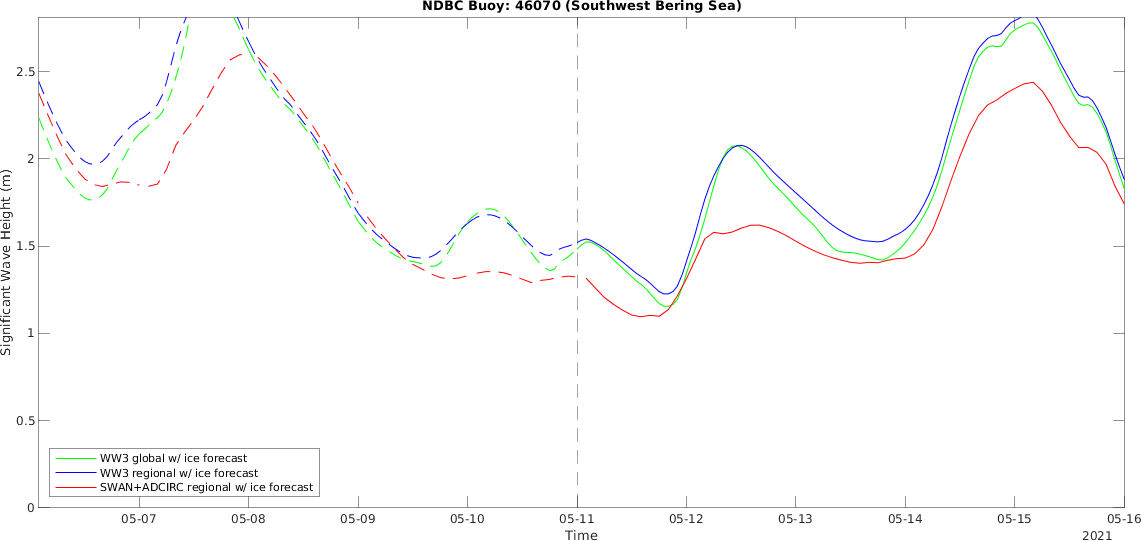 NDBC Buoy: 46070 (Southwest Bering Sea)
Significant Wave Height (m)
2.5
2
1.5
1
0.5
0
WW3 global w/ ice forecast
WW3 regional w/ ice forecast
SWAN+ADCIRC regional w/ ice forecast
05-07 05-08 05-09 05-10 05-11 05-12 05-13 05-14 05-15 05-16
Time
2021